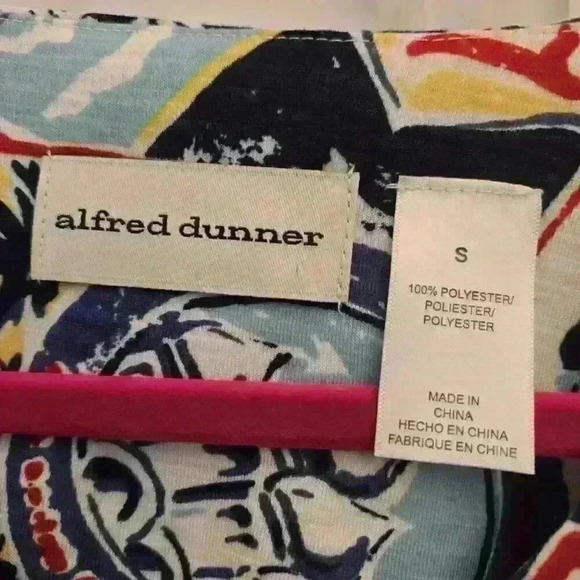 alfred dunner
S
100% POLYESTER/
POLIESTER/
POLYESTER
MADE IN
CHINA
HECHO EN CHINA
FABRIQUE EN CHINE